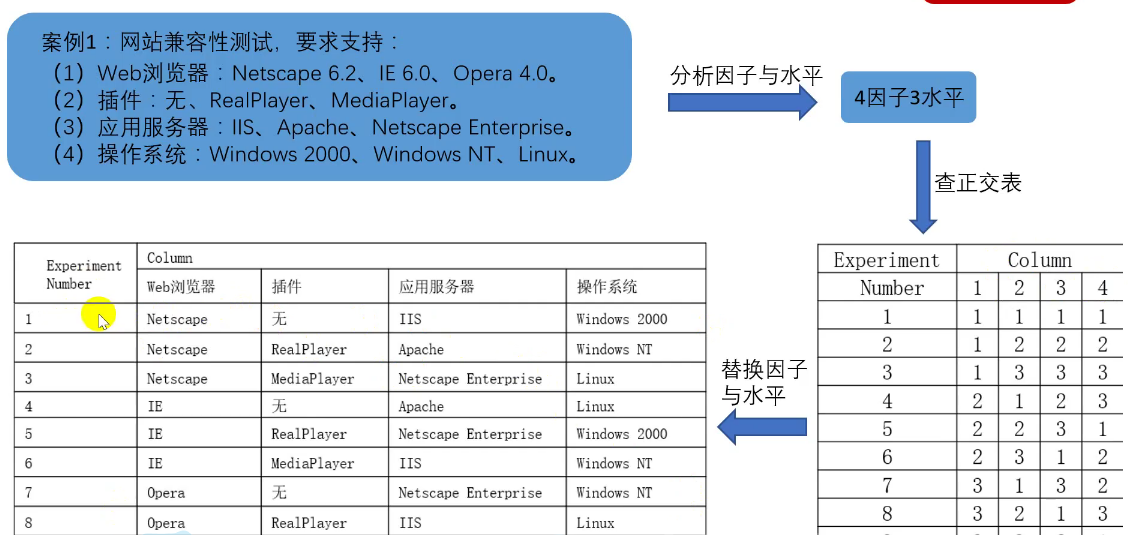 案例1：网站兼容性测试，要求支持：
（1）Web浏览器：Netscape 6.2、IE 6.0、Opera 4.0。
（2）插件：无、RealPlayer、MediaPlayer。
（3）应用服务器：IIS、Apache、Netscape Enterprise。
（4）操作系统：Windows 2000、Windows NT、Linux。
分析因子与水平
4因子3水平
查正交表
Experiment Number Column
Web浏览器 插件 应用服务器 操作系统
1 Netscape 无 IIS Windows 2000
2 Netscape RealPlayer Apache Windows NT
3 Netscape MediaPlayer Netscape Enterprise Linux
4 IE 无 Apache Linux
5 IE RealPlayer Netscape Enterprise Windows 2000
6 IE MediaPlayer IIS Windows NT
7 Opera 无 Netscape Enterprise Windows NT
8 Opera RealPlayer IIS Linux
替换因子
与水平
Experiment Column
Number 1 2 3 4
1 1 1 1 1
2 1 2 2 2
3 1 3 3 3
4 2 1 2 3
5 2 2 3 1
6 2 3 1 2
7 3 1 3 2
8 3 2 1 3